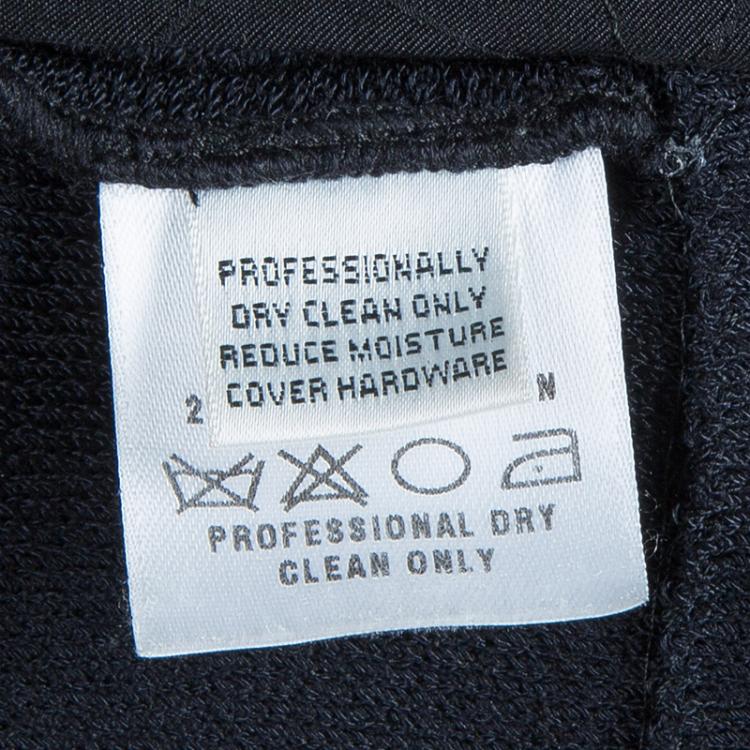 PROFESSIONALLY
DRY CLEAN ONLY
REDUCE MOISTURE
COVER HARDWARE
2 N
PROFESSIONAL DRY
CLEAN ONLY